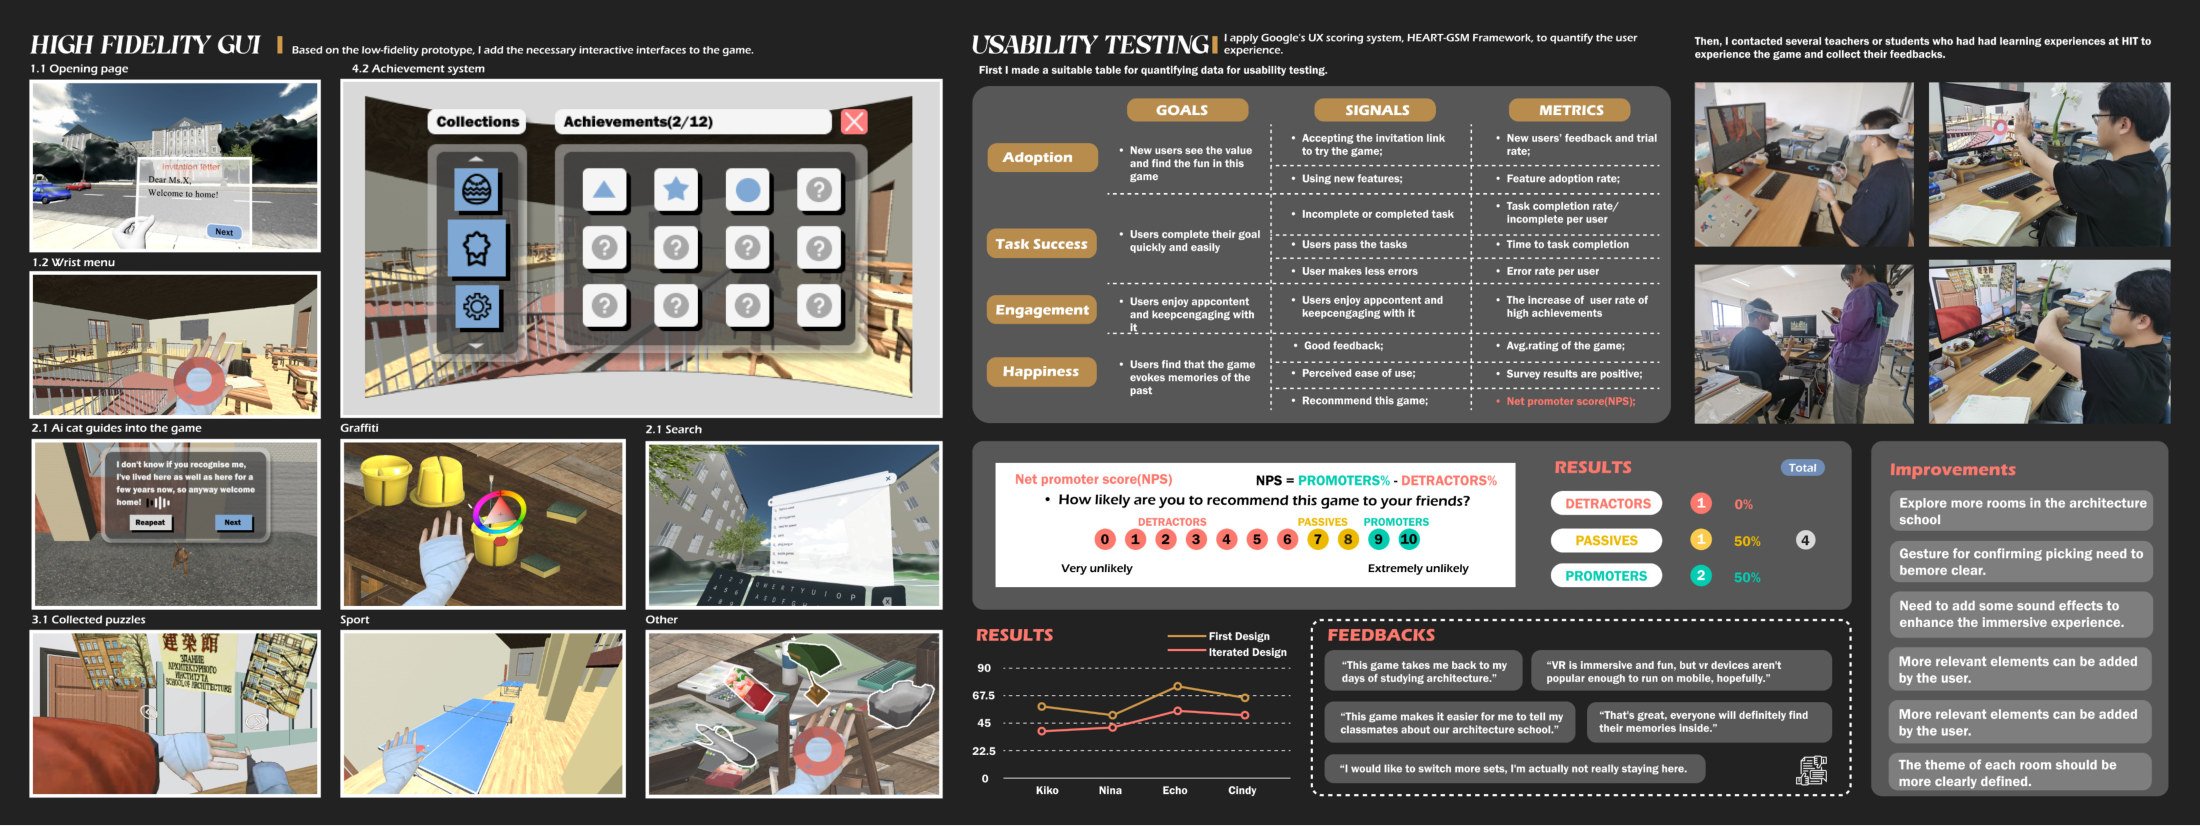 HIGH FIDELITY GUI
Based on the low-fidelity prototype, I add the necessary interactive interfaces to the game.
1.1 Opening page
Invitation letter
Dear Ms.X,
Welcome to home!
Next
1.2 Wrist menu
4.2 Achievement system
Collections
Achievements(2/12)
?
? ? ? ?
? ? ? ?
2.1 Ai cat guides into the game
I don't know if you recognise me,
I've lived here as well as here for a
few years now, so anyway welcome
home!
Reapeat
Next
Graffiti
2.1 Search
3.1 Collected puzzles
建築館
ЗДАНИЕ
АРХИТЕКТУРНОГО
ИНСТИТУТА
SCHOOL OF ARCHITECTURE
Sport
Other
USABILITY TESTING
I apply Google's UX scoring system, HEART-GSM Framework, to quantify the user
experience.
First I made a suitable table for quantifying data for usability testing.
GOALS
SIGNALS
METRICS
Adoption
• New users see the value
and find the fun in this
game
• Accepting the invitation link
to try the game;
• New users' feedback and trial
rate;
• Using new features;
• Feature adoption rate;
Task Success
• Users complete their goal
quickly and easily
• Incomplete or completed task
• Task completion rate/
incomplete per user
• Users pass the tasks
• Time to task completion
• User makes less errors
• Error rate per user
Engagement
• Users enjoy appcontent
and keepcengaging with
it
• Users enjoy appcontent and
keepcengaging with it
• The increase of user rate of
high achievements
Happiness
• Users find that the game
evokes memories of the
past
• Good feedback;
• Avg.rating of the game;
• Perceived ease of use;
• Survey results are positive;
• Reconmmend this game;
• Net promoter score(NPS);
Then, I contacted several teachers or students who had had learning experiences at HIT to
experience the game and collect their feedbacks.
Net promoter score(NPS)
NPS = PROMOTERS% - DETRACTORS%
• How likely are you to recommend this game to your friends?
DETRACTORS
PASSIVES
PROMOTERS
0 1 2 3 4 5 6 7 8 9 10
Very unlikely
Extremely unlikely
RESULTS
Total
DETRACTORS 1 0%
PASSIVES 1 50% 4
PROMOTERS 2 50%
RESULTS
First Design
Iterated Design
90
67.5
45
22.5
0
Kiko Nina Echo Cindy
FEEDBACKS
"This game takes me back to my
days of studying architecture."
"VR is immersive and fun, but vr devices aren't
popular enough to run on mobile, hopefully."
"This game makes it easier for me to tell my
classmates about our architecture school."
"That's great, everyone will definitely find
their memories inside."
"I would like to switch more sets, I'm actually not really staying here.
Improvements
Explore more rooms in the architecture
school
Gesture for confirming picking need to
bemore clear.
Need to add some sound effects to
enhance the immersive experience.
More relevant elements can be added
by the user.
More relevant elements can be added
by the user.
The theme of each room should be
more clearly defined.